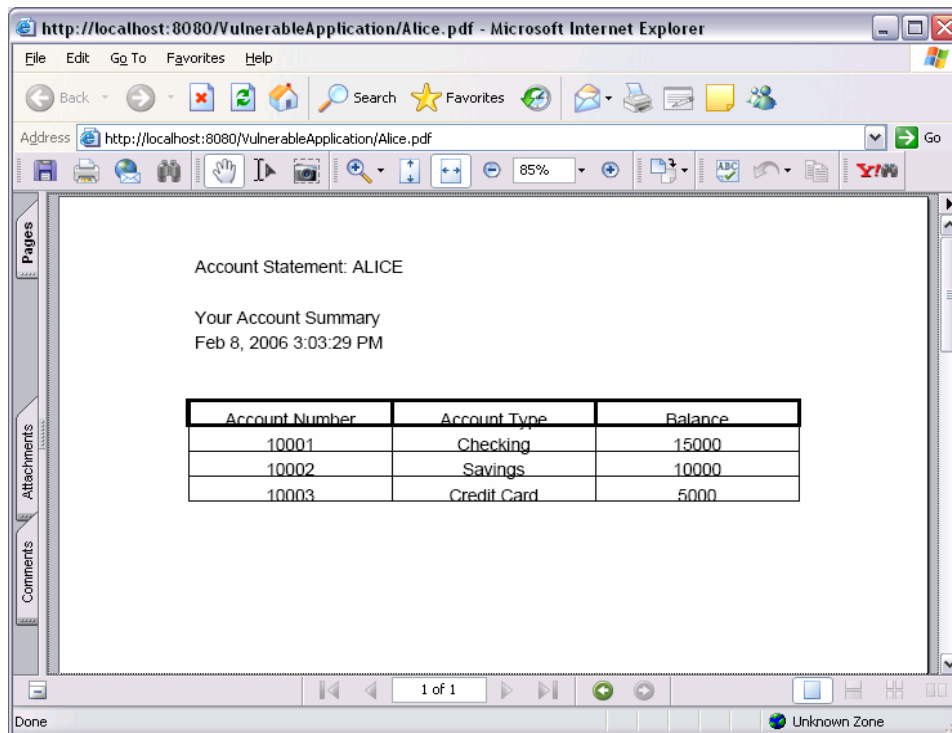 http://localhost:8080/VulnerableApplication/Alice.pdf - Microsoft Internet Explorer
File Edit Go To Favorites Help
Back Search Favorites
Address http://localhost:8080/VulnerableApplication/Alice.pdf Go
85% ABC Y!
Pages
Account Statement: ALICE
Your Account Summary
Feb 8, 2006 3:03:29 PM
Account Number Account Type Balance
10001 Checking 15000
10002 Savings 10000
10003 Credit Card 5000
Attachments
Comments
1 of 1
Done Unknown Zone